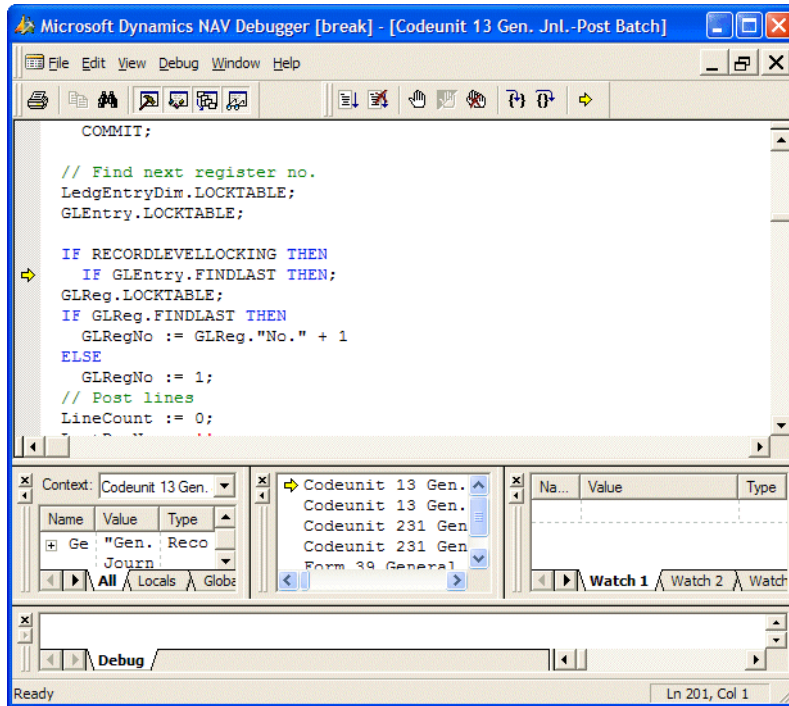 Microsoft Dynamics NAV Debugger [break] - [Codeunit 13 Gen. Jnl.-Post Batch]
File Edit View Debug Window Help
COMMIT;
// Find next register no.
LedgEntryDim.LOCKTABLE;
GLEntry.LOCKTABLE;
IF RECORDLEVELLOCKING THEN
IF GLEntry.FINDLAST THEN;
GLReg.LOCKTABLE;
IF GLReg.FINDLAST THEN
GLRegNo := GLReg."No." + 1
ELSE
GLRegNo := 1;
// Post lines
LineCount := 0;
Context: Codeunit 13 Gen.
Name Value Type
Ge "Gen. Reco
Journ
All Locals Globa
Codeunit 13 Gen.
Codeunit 13 Gen.
Codeunit 231 Gen
Codeunit 231 Gen
Form 39 General
Na... Value Type
Watch 1 Watch 2 Watch
Debug
Ready Ln 201, Col 1